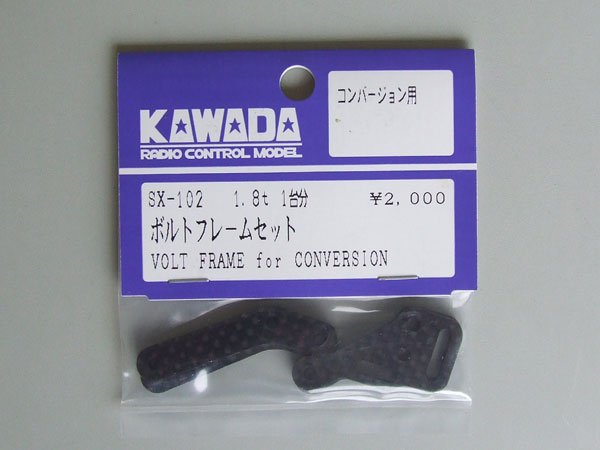 KAWADA
RADIO CONTROL MODEL
コンバージョン用
SX-102 1.8t 1台分 ¥2,000
ボルトフレームセット
VOLT FRAME for CONVERSION